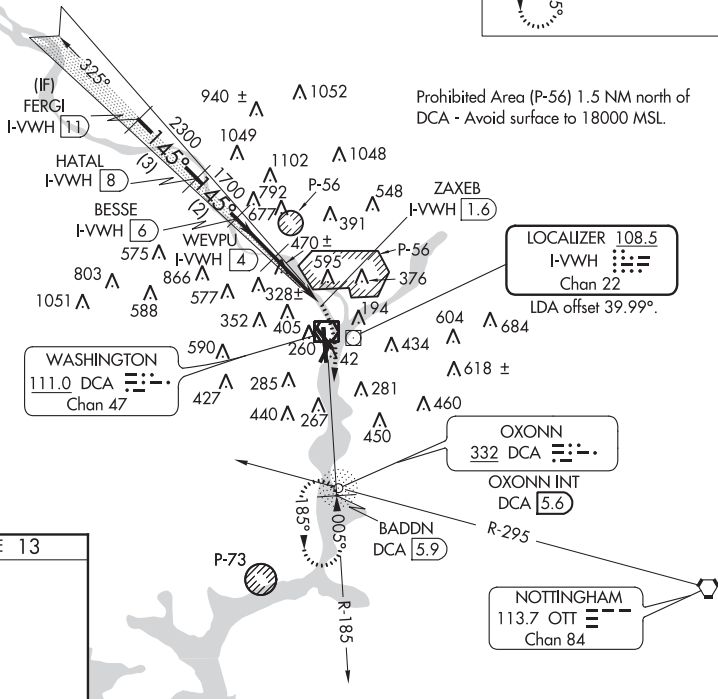 5°
325°
(IF)
FERGI
I-VWH 11
HATAL
I-VWH 8
BESSE
I-VWH 6
WEVPU
I-VWH 4
2300
145°
(3)
1700
145°
(2)
940 ±
1052
1049
1102
1048
792
677
P-56
391
548
470 ±
595
P-56
376
Prohibited Area (P-56) 1.5 NM north of
DCA - Avoid surface to 18000 MSL.
ZAXEB
I-VWH 1.6
LOCALIZER 108.5
I-VWH
Chan 22
LDA offset 39.99°.
575
803
866
1051
588
577
328±
352
405
194
260
42
434
604
684
590
618 ±
427
285
281
440
267
450
460
WASHINGTON
111.0 DCA
Chan 47
OXONN
332 DCA
OXONN INT
DCA 5.6
BADDN
DCA 5.9
185°
005°
R-295
R-185
P-73
NOTTINGHAM
113.7 OTT
Chan 84
E 13